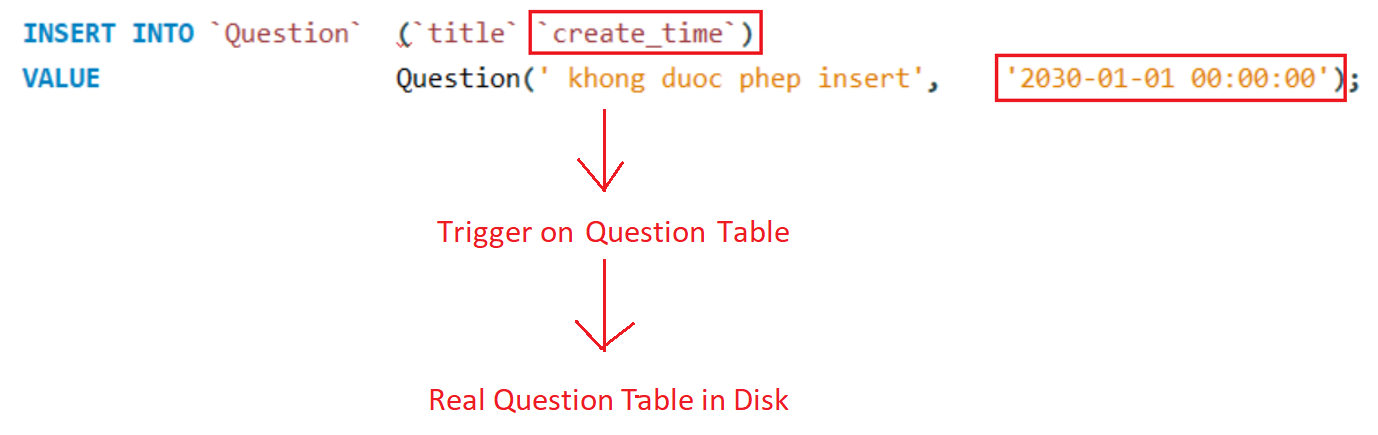 INSERT INTO `Question` (`title` `create_time`)
VALUE Question(' khong duoc phep insert', '2030-01-01 00:00:00');
Trigger on Question Table
Real Question Table in Disk